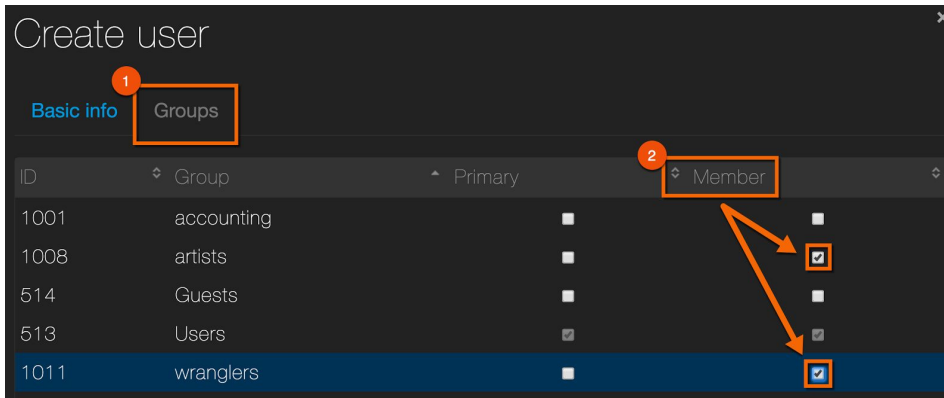 Create user
1
Basic info Groups
2
ID Group Primary Member
1001 accounting
1008 artists
514 Guests
513 Users
1011 wranglers